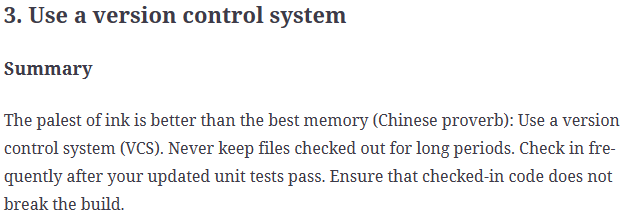 3. Use a version control system
Summary
The palest of ink is better than the best memory (Chinese proverb): Use a version
control system (VCS). Never keep files checked out for long periods. Check in fre-
quently after your updated unit tests pass. Ensure that checked-in code does not
break the build.